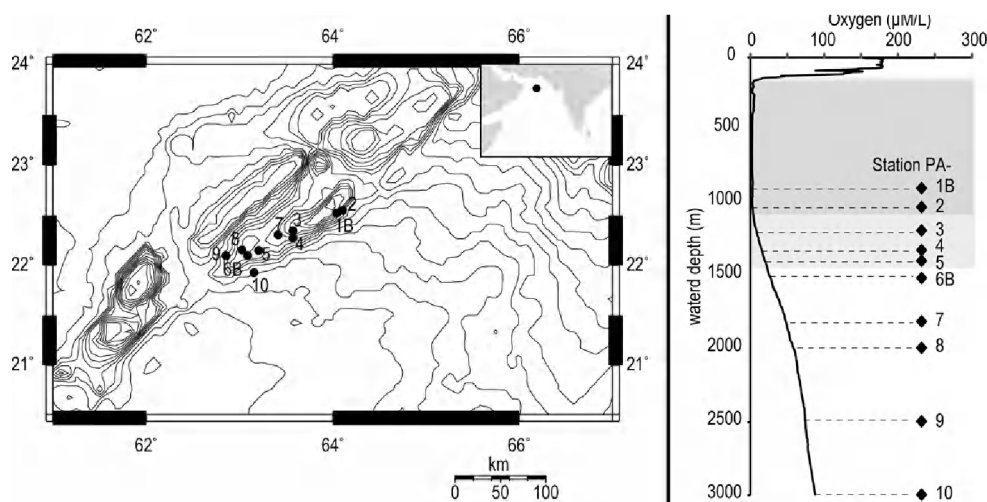 62° 64° 66°
24° 24°
23° 23°
22° 22°
21° 21°
2
1B
3
7
4
8
5
9
6B
10
62° 64° 66°
km
0 50 100
Oxygen (µM/L)
0 100 200 300
waterd depth (m)
0
500
1000
1500
2000
2500
3000
Station PA-
1B
2
3
4
5
6B
7
8
9
10